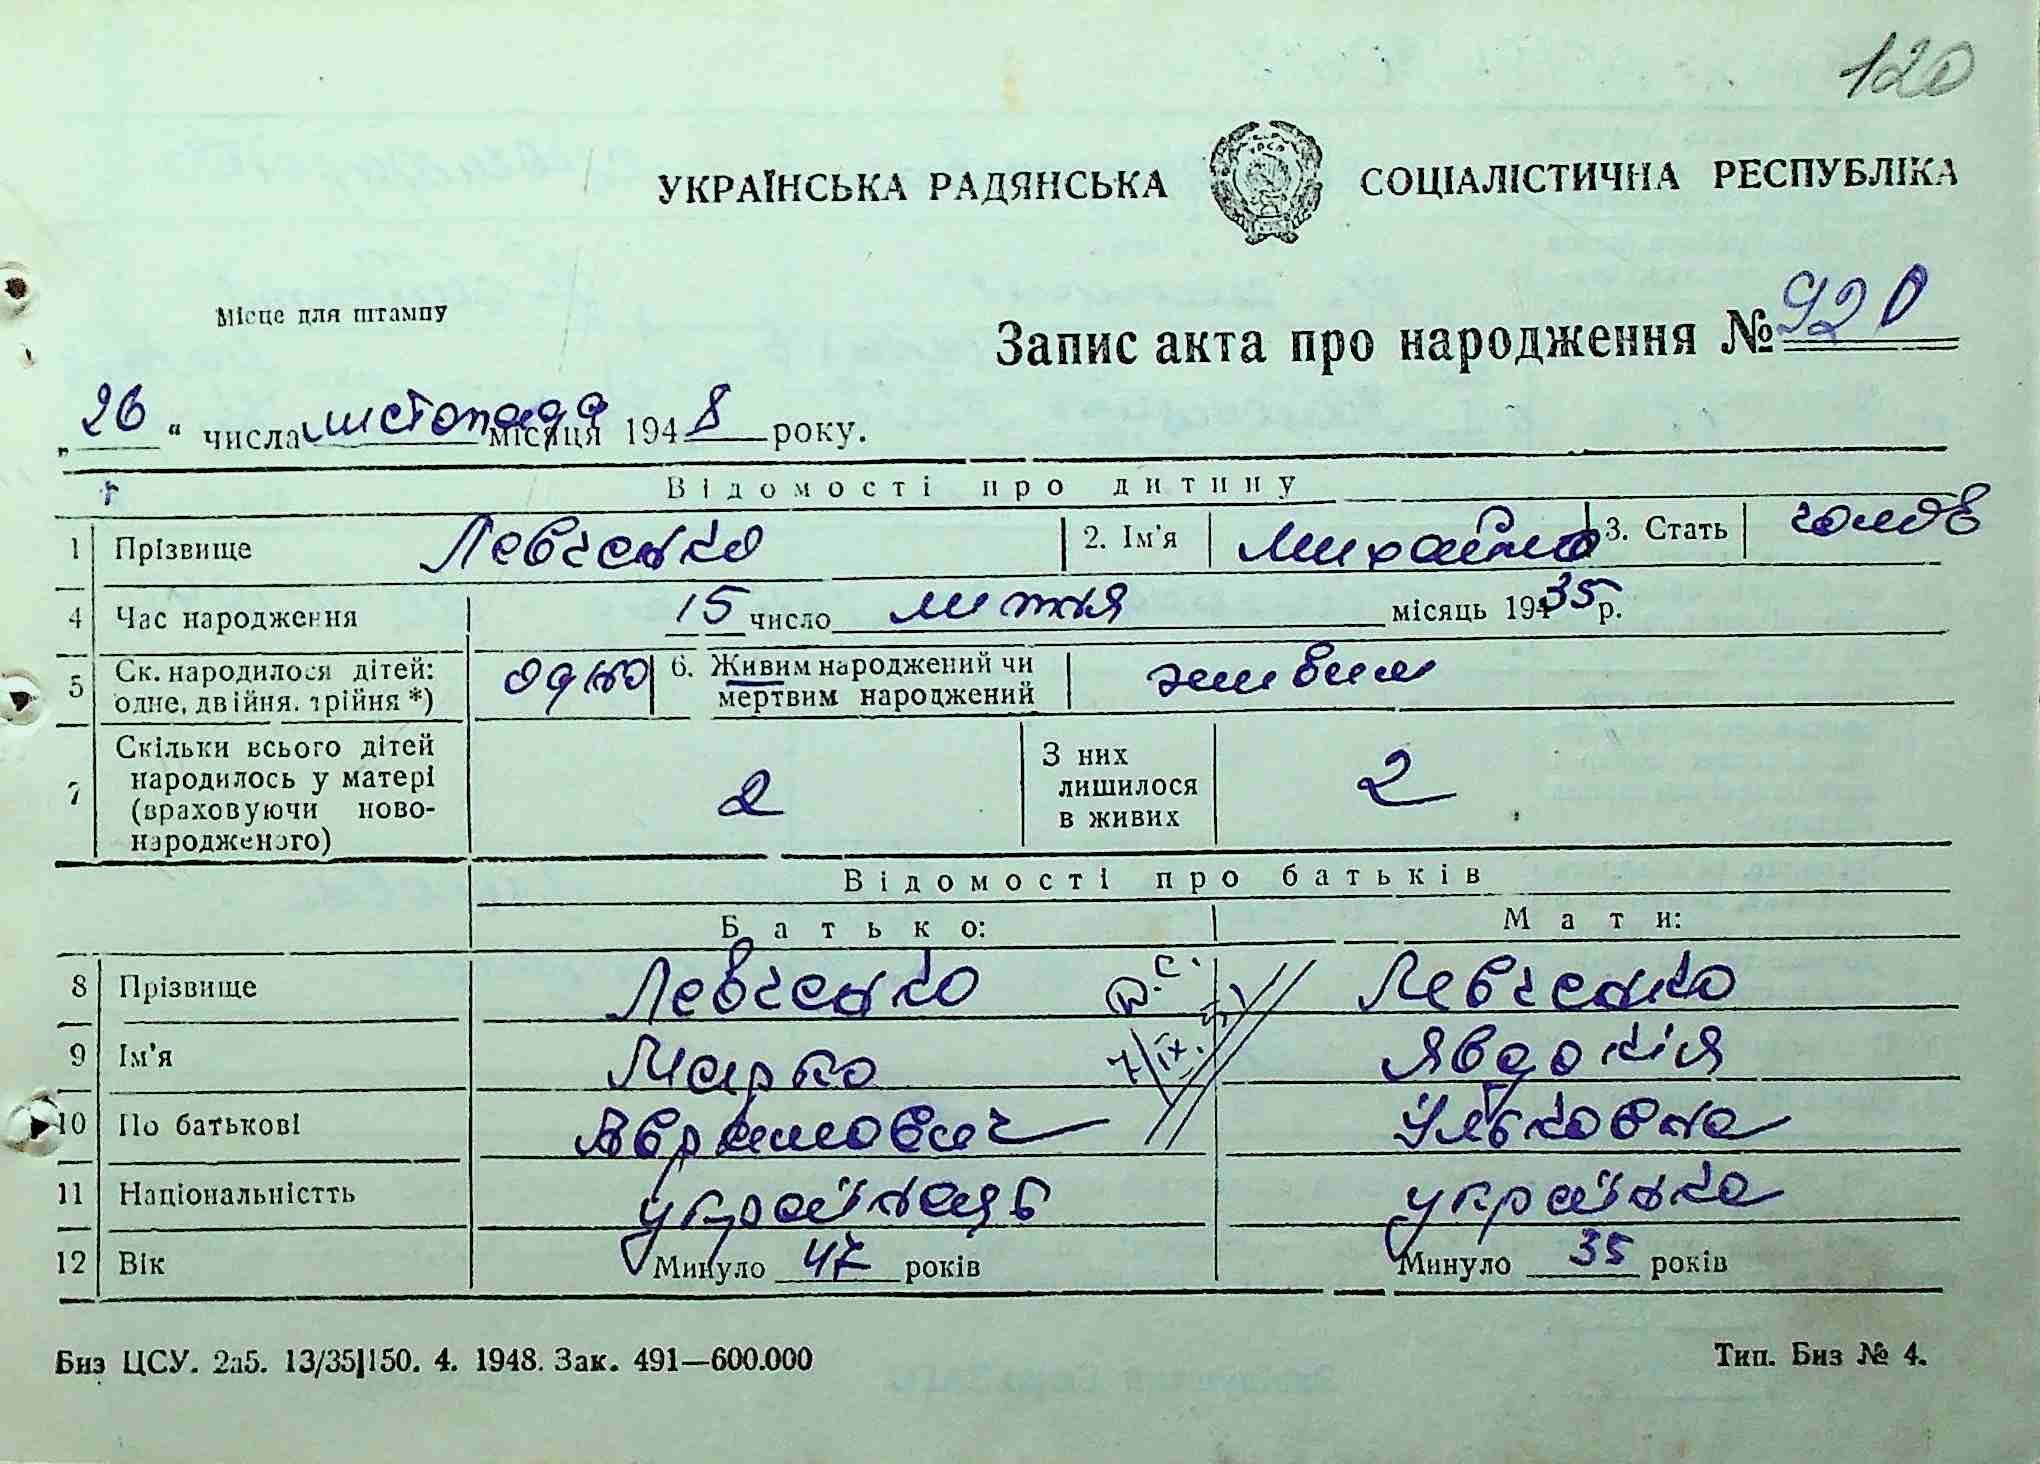 120
УКРАЇНСЬКА РАДЯНСЬКА СОЦІАЛІСТИЧНА РЕСПУБЛІКА
Місце для штампу
Запис акта про народження № 920
„26“ числа листопада місяця 1948 року.
Відомості про дитину
1 Прізвище Левченко 2. Ім'я Михайло 3. Стать чолов
4 Час народження 15 число липня місяць 19435 р.
5 Ск. народилося дітей: одне, двійня, трійня *) одно 6. Живим народжений чи мертвим народжений живим
7 Скільки всього дітей народилось у матері (враховуючи новонародженого) 2 З них лишилося в живих 2
Відомості про батьків
Батько: Мати:
8 Прізвище Левченко Левченко
9 Ім'я Марко Явдокія
10 По батькові Аврамович Ульковна
11 Національністть українець українка
12 Вік Минуло 47 років Минуло 35 років
Биз ЦСУ. 2а5. 13/35|150. 4. 1948. Зак. 491—600.000 Тип. Биз № 4.